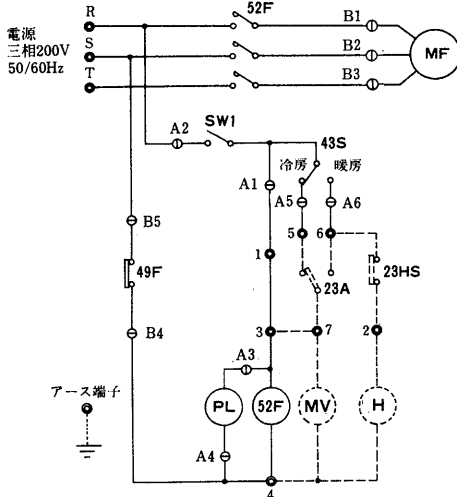 電源
三相200V
50/60Hz
R
S
T
52F
B1
B2
B3
MF
A2
SW1
43S
冷房
暖房
A1
A5
A6
B5
1
5
6
49F
23A
23HS
B4
3
7
2
A3
アース端子
PL
52F
MV
H
A4
4